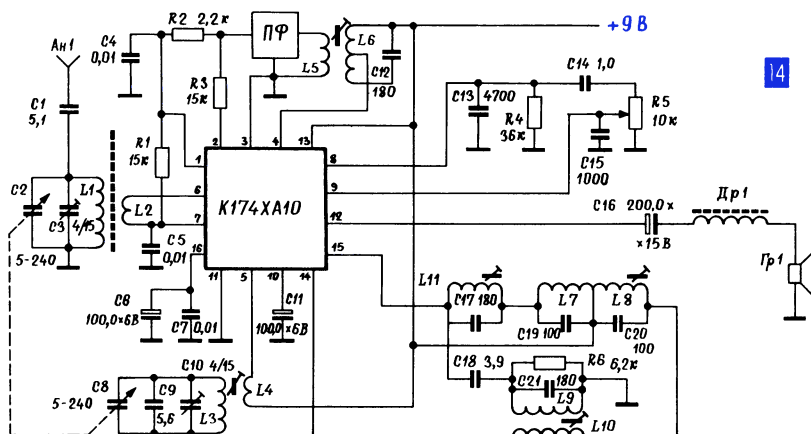 R2 2,2к
ПФ
L6
+9 В
C4
0,01
Ан1
L5
C12
180
14
C14 1,0
R3
15к
C13 4700
R4
36к
R5
10к
C1
5,1
R1
15к
2 3 4 13
1
8
К174ХА10
6
7
9
12
15
16
11 5 10 14
C15
1000
C2
L1
C3
4/15
L2
5-240
C5
0,01
C16 200,0 х
х 15 В
Др1
Гр1
C6
100,0×6В
C7 0,01
C11
100,0×6В
L11
C17 180
L7
L8
C19 100
C20
100
C18 3,9
R6
6,2к
C21 180
L9
L10
C10 4/15
C8
C9
L4
5-240
5,6
L3